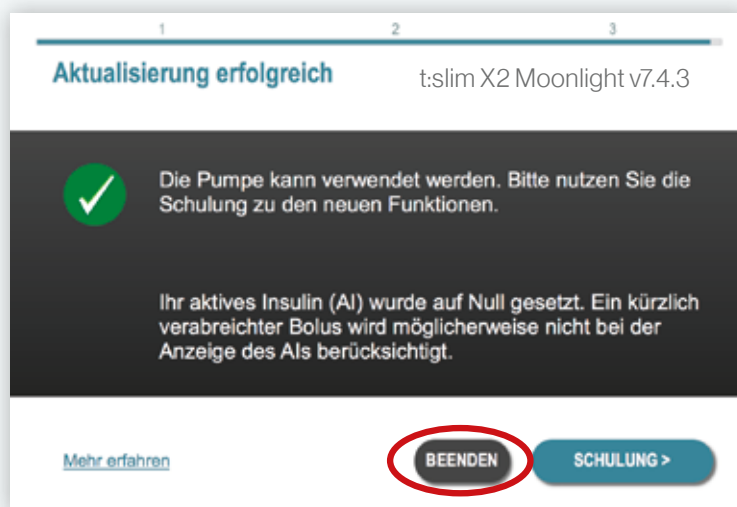 1 2 3
Aktualisierung erfolgreich t:slim X2 Moonlight v7.4.3
Die Pumpe kann verwendet werden. Bitte nutzen Sie die
Schulung zu den neuen Funktionen.
Ihr aktives Insulin (AI) wurde auf Null gesetzt. Ein kürzlich
verabreichter Bolus wird möglicherweise nicht bei der
Anzeige des AIs berücksichtigt.
Mehr erfahren BEENDEN SCHULUNG >